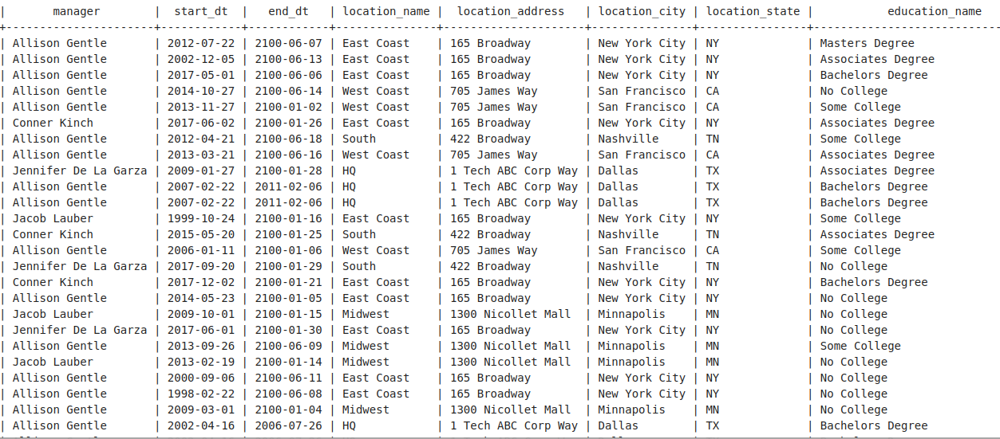 |       manager        |  start_dt  |   end_dt   | location_name |  location_address   | location_city | location_state |           education_name
+----------------------+------------+------------+---------------+---------------------+---------------+----------------+----------------------------
| Allison Gentle       | 2012-07-22 | 2100-06-07 | East Coast    | 165 Broadway        | New York City | NY             | Masters Degree
| Allison Gentle       | 2002-12-05 | 2100-06-13 | East Coast    | 165 Broadway        | New York City | NY             | Associates Degree
| Allison Gentle       | 2017-05-01 | 2100-06-06 | East Coast    | 165 Broadway        | New York City | NY             | Bachelors Degree
| Allison Gentle       | 2014-10-27 | 2100-06-14 | West Coast    | 705 James Way       | San Francisco | CA             | No College
| Allison Gentle       | 2013-11-27 | 2100-01-02 | West Coast    | 705 James Way       | San Francisco | CA             | Some College
| Conner Kinch         | 2017-06-02 | 2100-01-26 | East Coast    | 165 Broadway        | New York City | NY             | Associates Degree
| Allison Gentle       | 2012-04-21 | 2100-06-18 | South         | 422 Broadway        | Nashville     | TN             | Some College
| Allison Gentle       | 2013-03-21 | 2100-06-16 | West Coast    | 705 James Way       | San Francisco | CA             | Associates Degree
| Jennifer De La Garza | 2009-01-27 | 2100-01-28 | HQ            | 1 Tech ABC Corp Way | Dallas        | TX             | Associates Degree
| Allison Gentle       | 2007-02-22 | 2011-02-06 | HQ            | 1 Tech ABC Corp Way | Dallas        | TX             | Bachelors Degree
| Allison Gentle       | 2007-02-22 | 2011-02-06 | HQ            | 1 Tech ABC Corp Way | Dallas        | TX             | Bachelors Degree
| Jacob Lauber         | 1999-10-24 | 2100-01-16 | East Coast    | 165 Broadway        | New York City | NY             | Some College
| Conner Kinch         | 2015-05-20 | 2100-01-25 | South         | 422 Broadway        | Nashville     | TN             | Associates Degree
| Allison Gentle       | 2006-01-11 | 2100-01-06 | West Coast    | 705 James Way       | San Francisco | CA             | Some College
| Jennifer De La Garza | 2017-09-20 | 2100-01-29 | South         | 422 Broadway        | Nashville     | TN             | No College
| Conner Kinch         | 2017-12-02 | 2100-01-21 | East Coast    | 165 Broadway        | New York City | NY             | Bachelors Degree
| Allison Gentle       | 2014-05-23 | 2100-01-05 | East Coast    | 165 Broadway        | New York City | NY             | No College
| Jacob Lauber         | 2009-10-01 | 2100-01-15 | Midwest       | 1300 Nicollet Mall  | Minnapolis    | MN             | No College
| Jennifer De La Garza | 2017-06-01 | 2100-01-30 | East Coast    | 165 Broadway        | New York City | NY             | No College
| Allison Gentle       | 2013-09-26 | 2100-06-09 | Midwest       | 1300 Nicollet Mall  | Minnapolis    | MN             | Some College
| Jacob Lauber         | 2013-02-19 | 2100-01-14 | Midwest       | 1300 Nicollet Mall  | Minnapolis    | MN             | No College
| Allison Gentle       | 2000-09-06 | 2100-06-11 | East Coast    | 165 Broadway        | New York City | NY             | No College
| Allison Gentle       | 1998-02-22 | 2100-06-08 | East Coast    | 165 Broadway        | New York City | NY             | No College
| Allison Gentle       | 2009-03-01 | 2100-01-04 | Midwest       | 1300 Nicollet Mall  | Minnapolis    | MN             | No College
| Allison Gentle       | 2002-04-16 | 2006-07-26 | HQ            | 1 Tech ABC Corp Way | Dallas        | TX             | Bachelors Degree